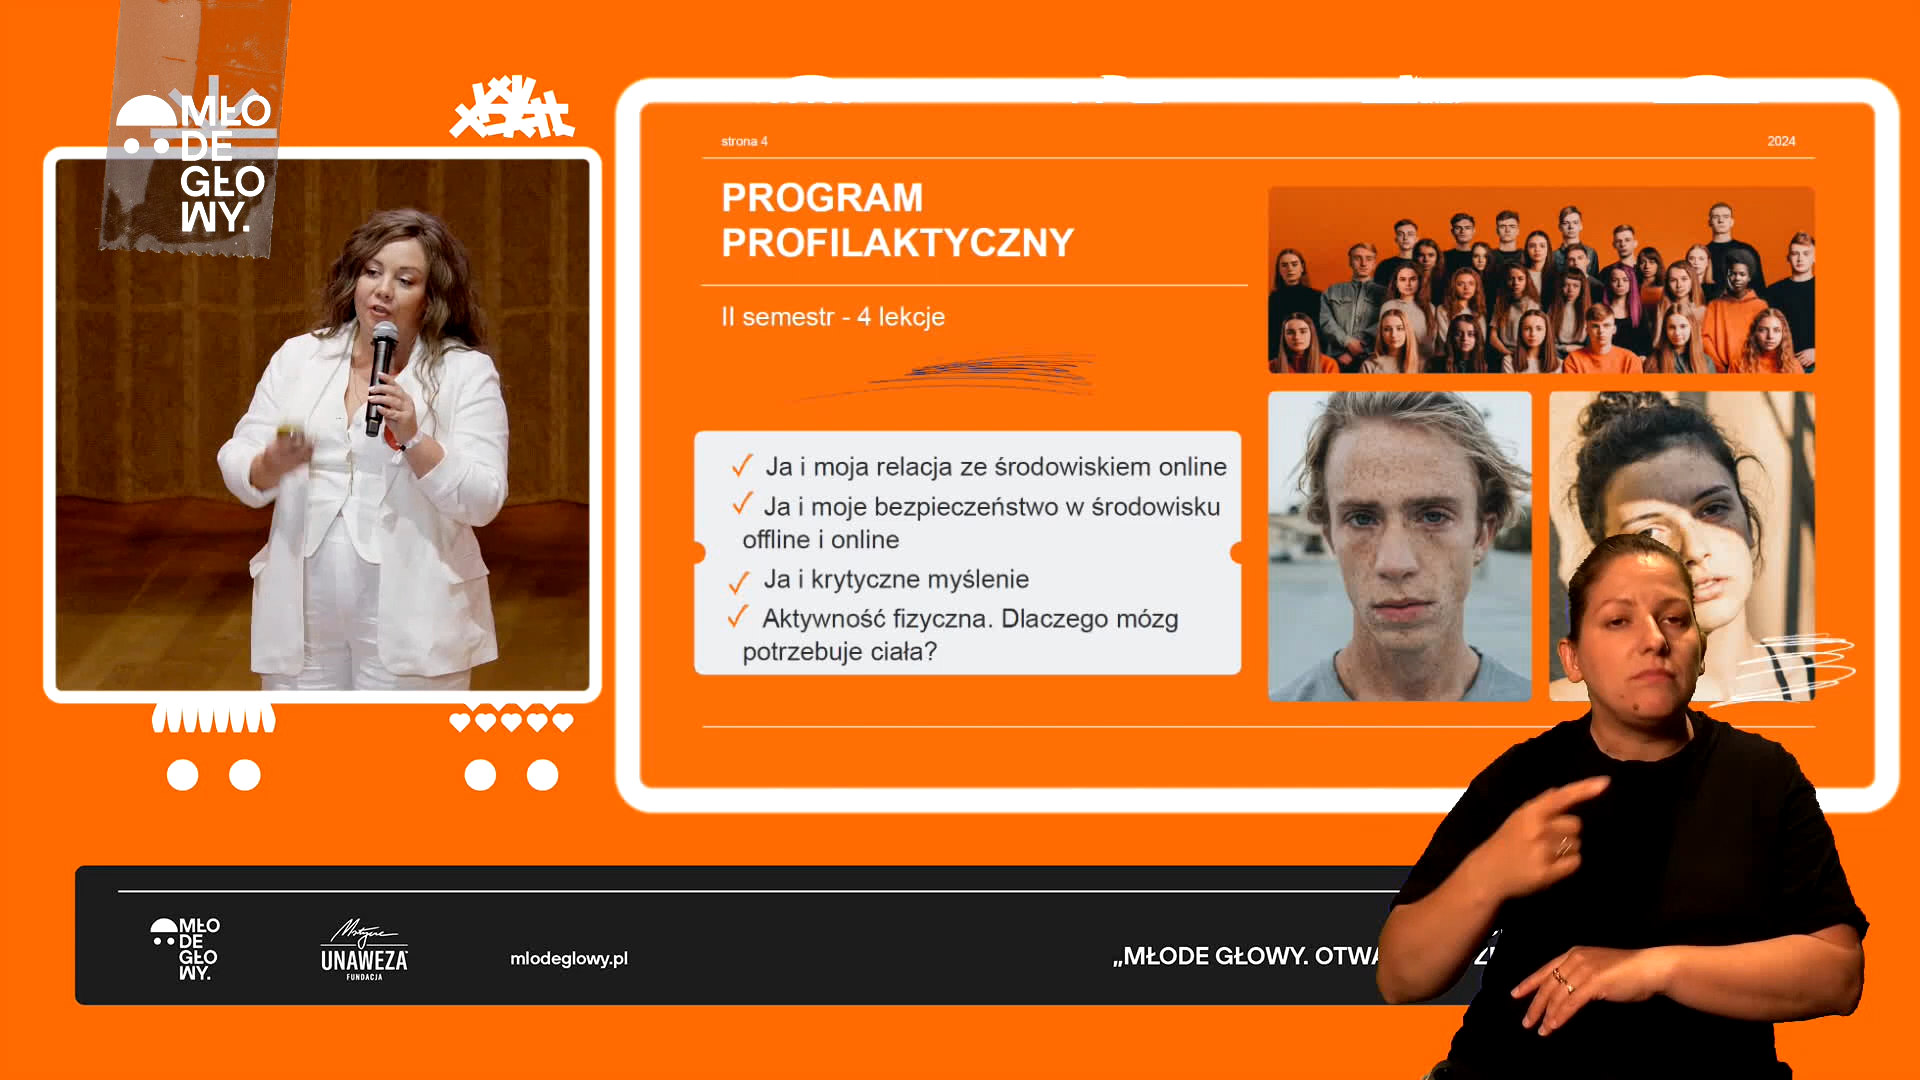 MŁO
DE
GŁO
WY.
strona 4
2024
PROGRAM
PROFILAKTYCZNY
II semestr - 4 lekcje
Ja i moja relacja ze środowiskiem online
Ja i moje bezpieczeństwo w środowisku
offline i online
Ja i krytyczne myślenie
Aktywność fizyczna. Dlaczego mózg
potrzebuje ciała?
MŁO
DE
GŁO
WY.
UNAWEZA
FUNDACJA
mlodeglowy.pl
„MŁODE GŁOWY.